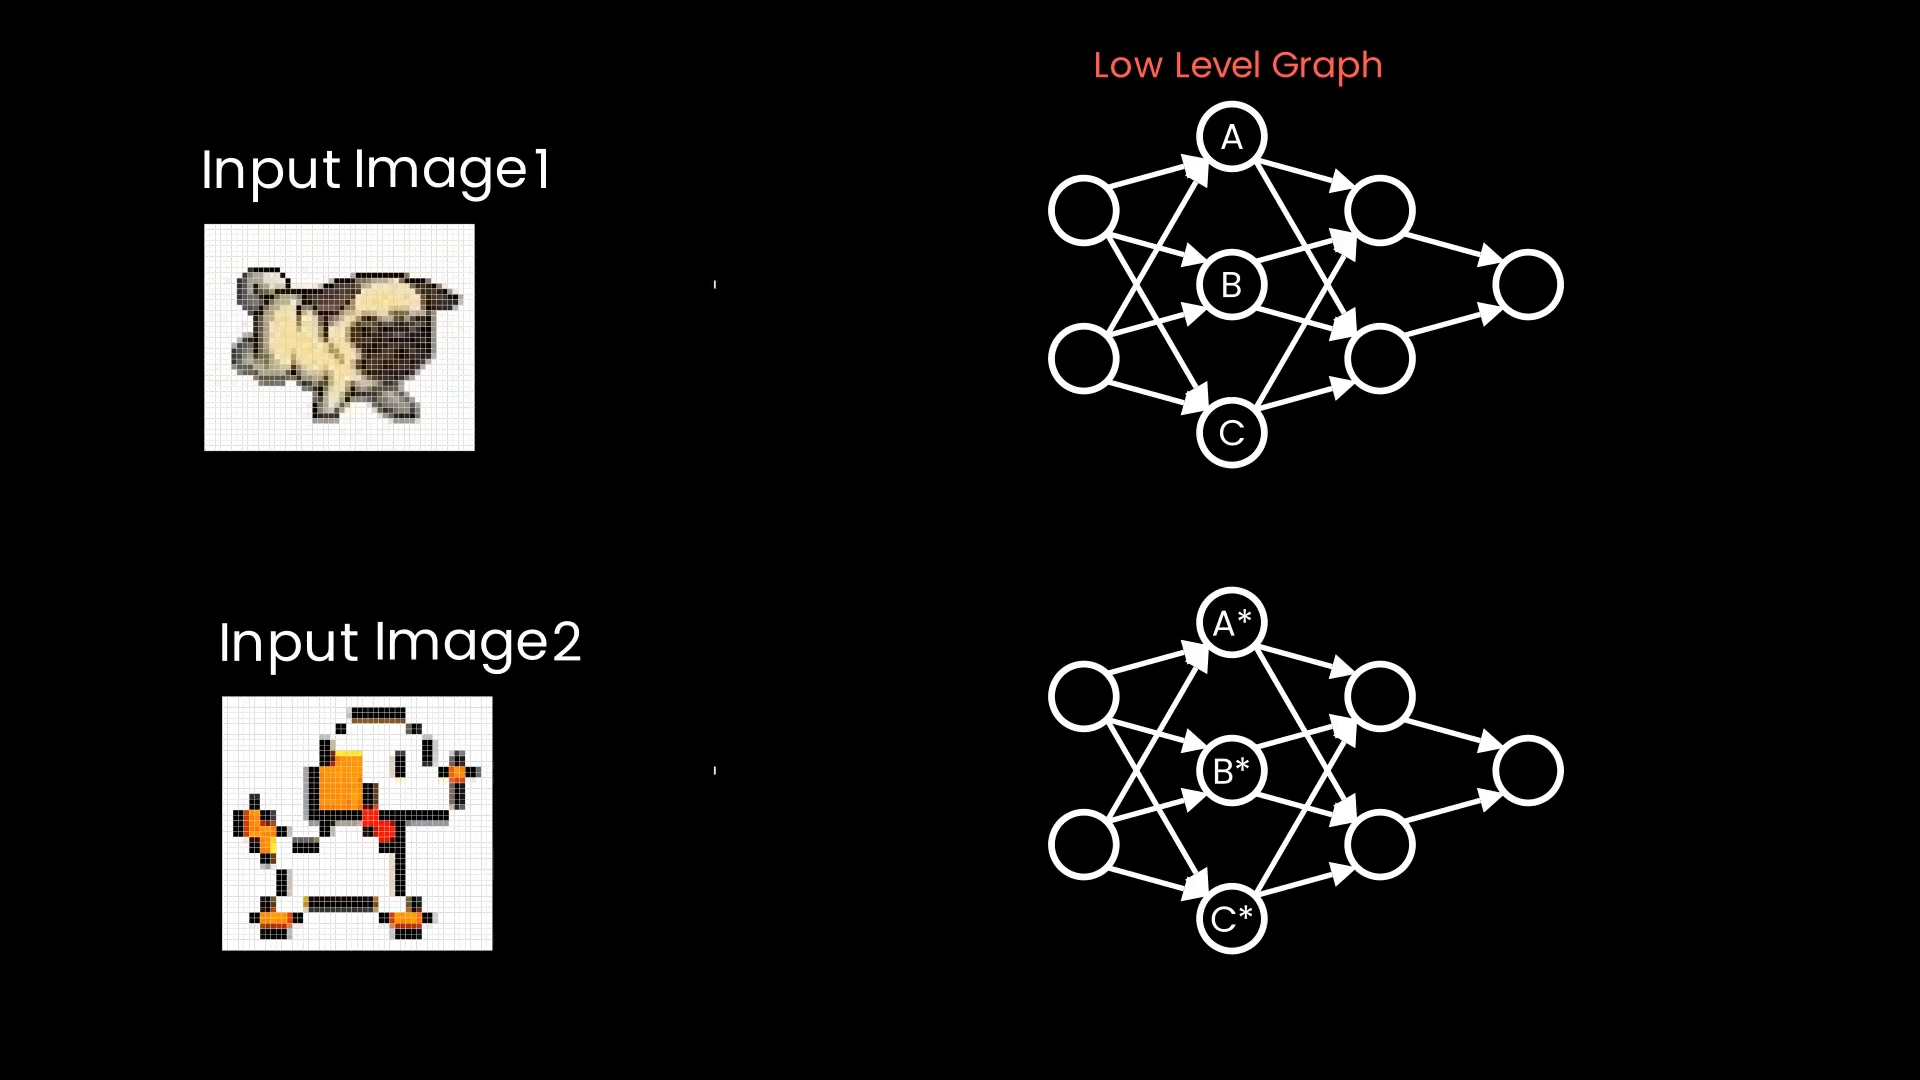 Low Level Graph
Input Image1
A
B
C
Input Image2
A*
B*
C*